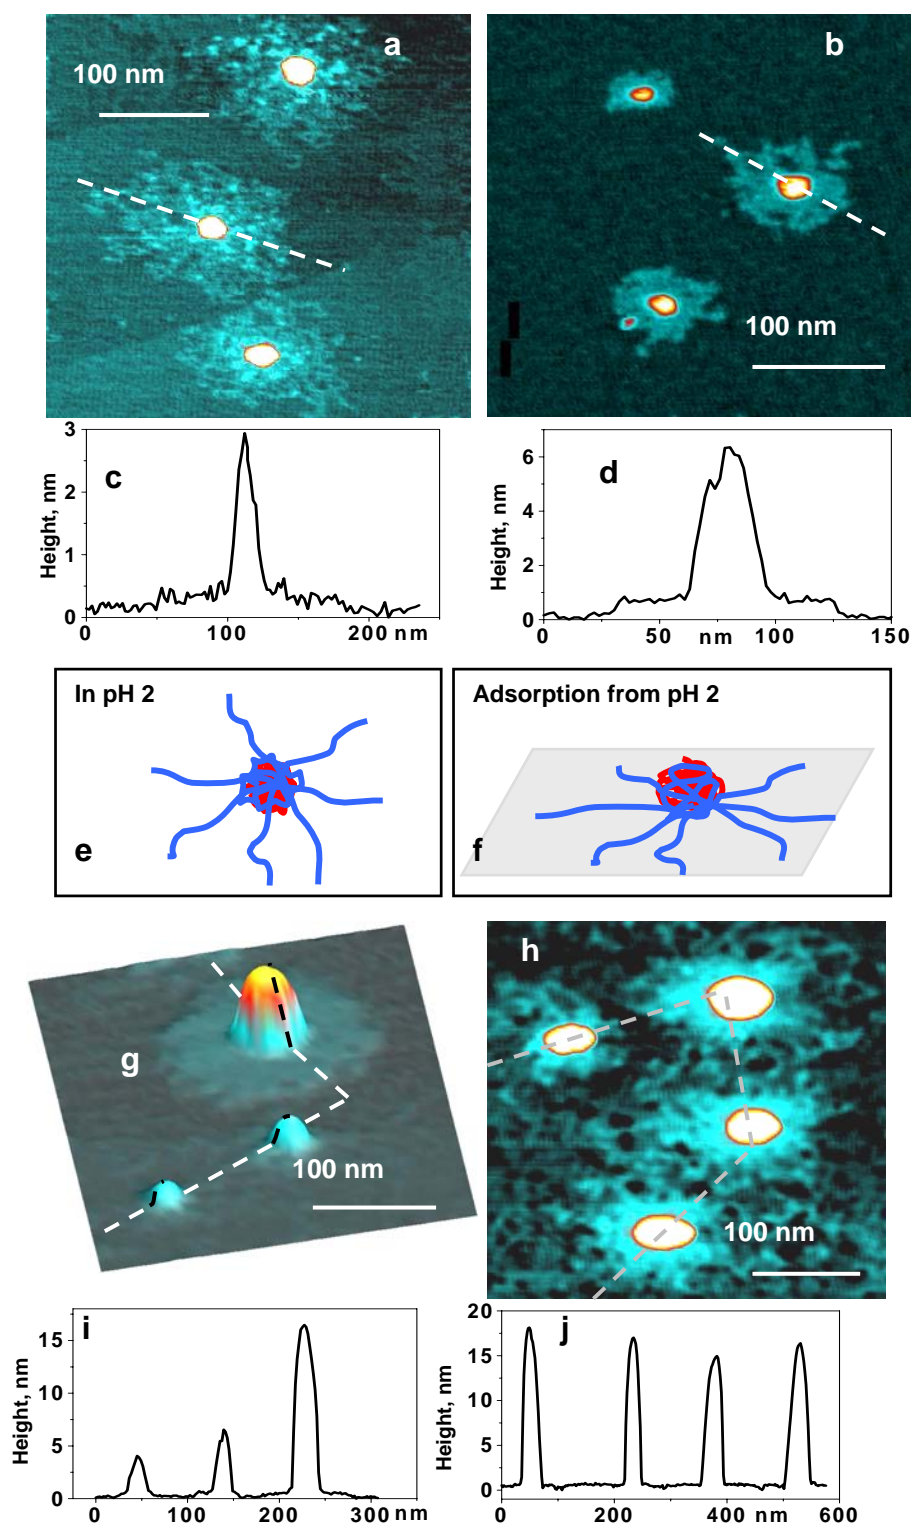 a
100 nm
b
100 nm
c
Height, nm
3
2
1
0
0 100 200 nm
d
Height, nm
6
4
2
0
0 50 nm 100 150
In pH 2
e
Adsorption from pH 2
f
g
100 nm
h
100 nm
i
Height, nm
15
10
5
0
0 100 200 300 nm
j
Height, nm
20
15
10
5
0
0 200 400 nm 600